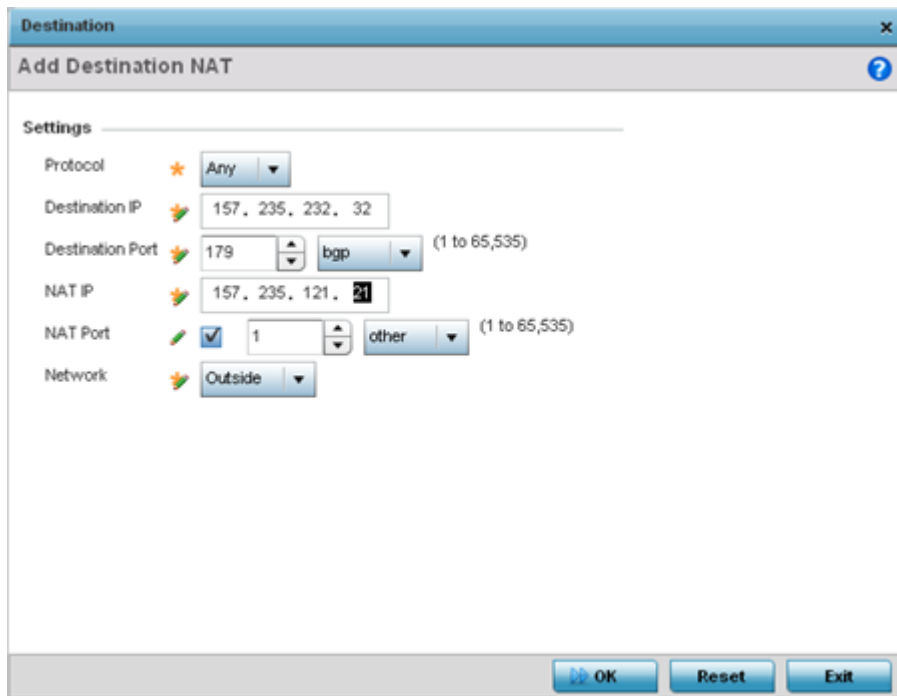 Destination
Add Destination NAT
Settings
Protocol Any
Destination IP 157. 235. 232. 32
Destination Port 179 bgp (1 to 65,535)
NAT IP 157. 235. 121. 21
NAT Port 1 other (1 to 65,535)
Network Outside
OK Reset Exit